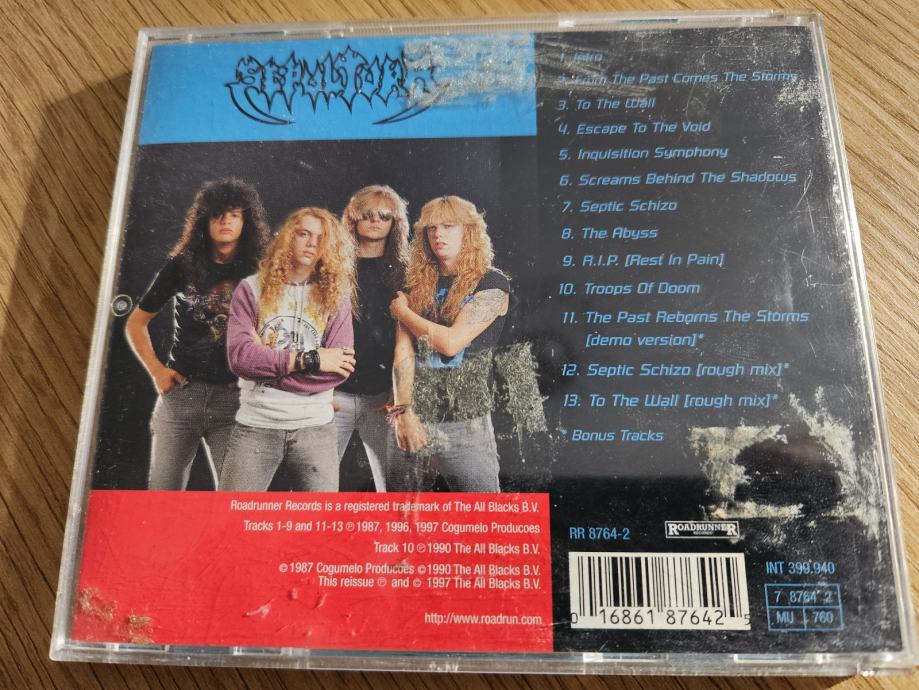 SEPULTURA
1. Intro
2. From The Past Comes The Storms
3. To The Wall
4. Escape To The Void
5. Inquisition Symphony
6. Screams Behind The Shadows
7. Septic Schizo
8. The Abyss
9. R.I.P. [Rest In Pain]
10. Troops Of Doom
11. The Past Reborns The Storms
[demo version]*
12. Septic Schizo [rough mix]*
13. To The Wall [rough mix]*
* Bonus Tracks
Roadrunner Records is a registered trademark of The All Blacks B.V.
Tracks 1-9 and 11-13 ℗ 1987, 1996, 1997 Cogumelo Producoes
Track 10 ℗ 1990 The All Blacks B.V.
© 1987 Cogumelo Producoes © 1990 The All Blacks B.V.
This reissue ℗ and © 1997 The All Blacks B.V.
http://www.roadrun.com
RR 8764-2
ROADRUNNER
RECORDS
INT 399.940
7 8764 2
MU 760
0 16861 87642 5